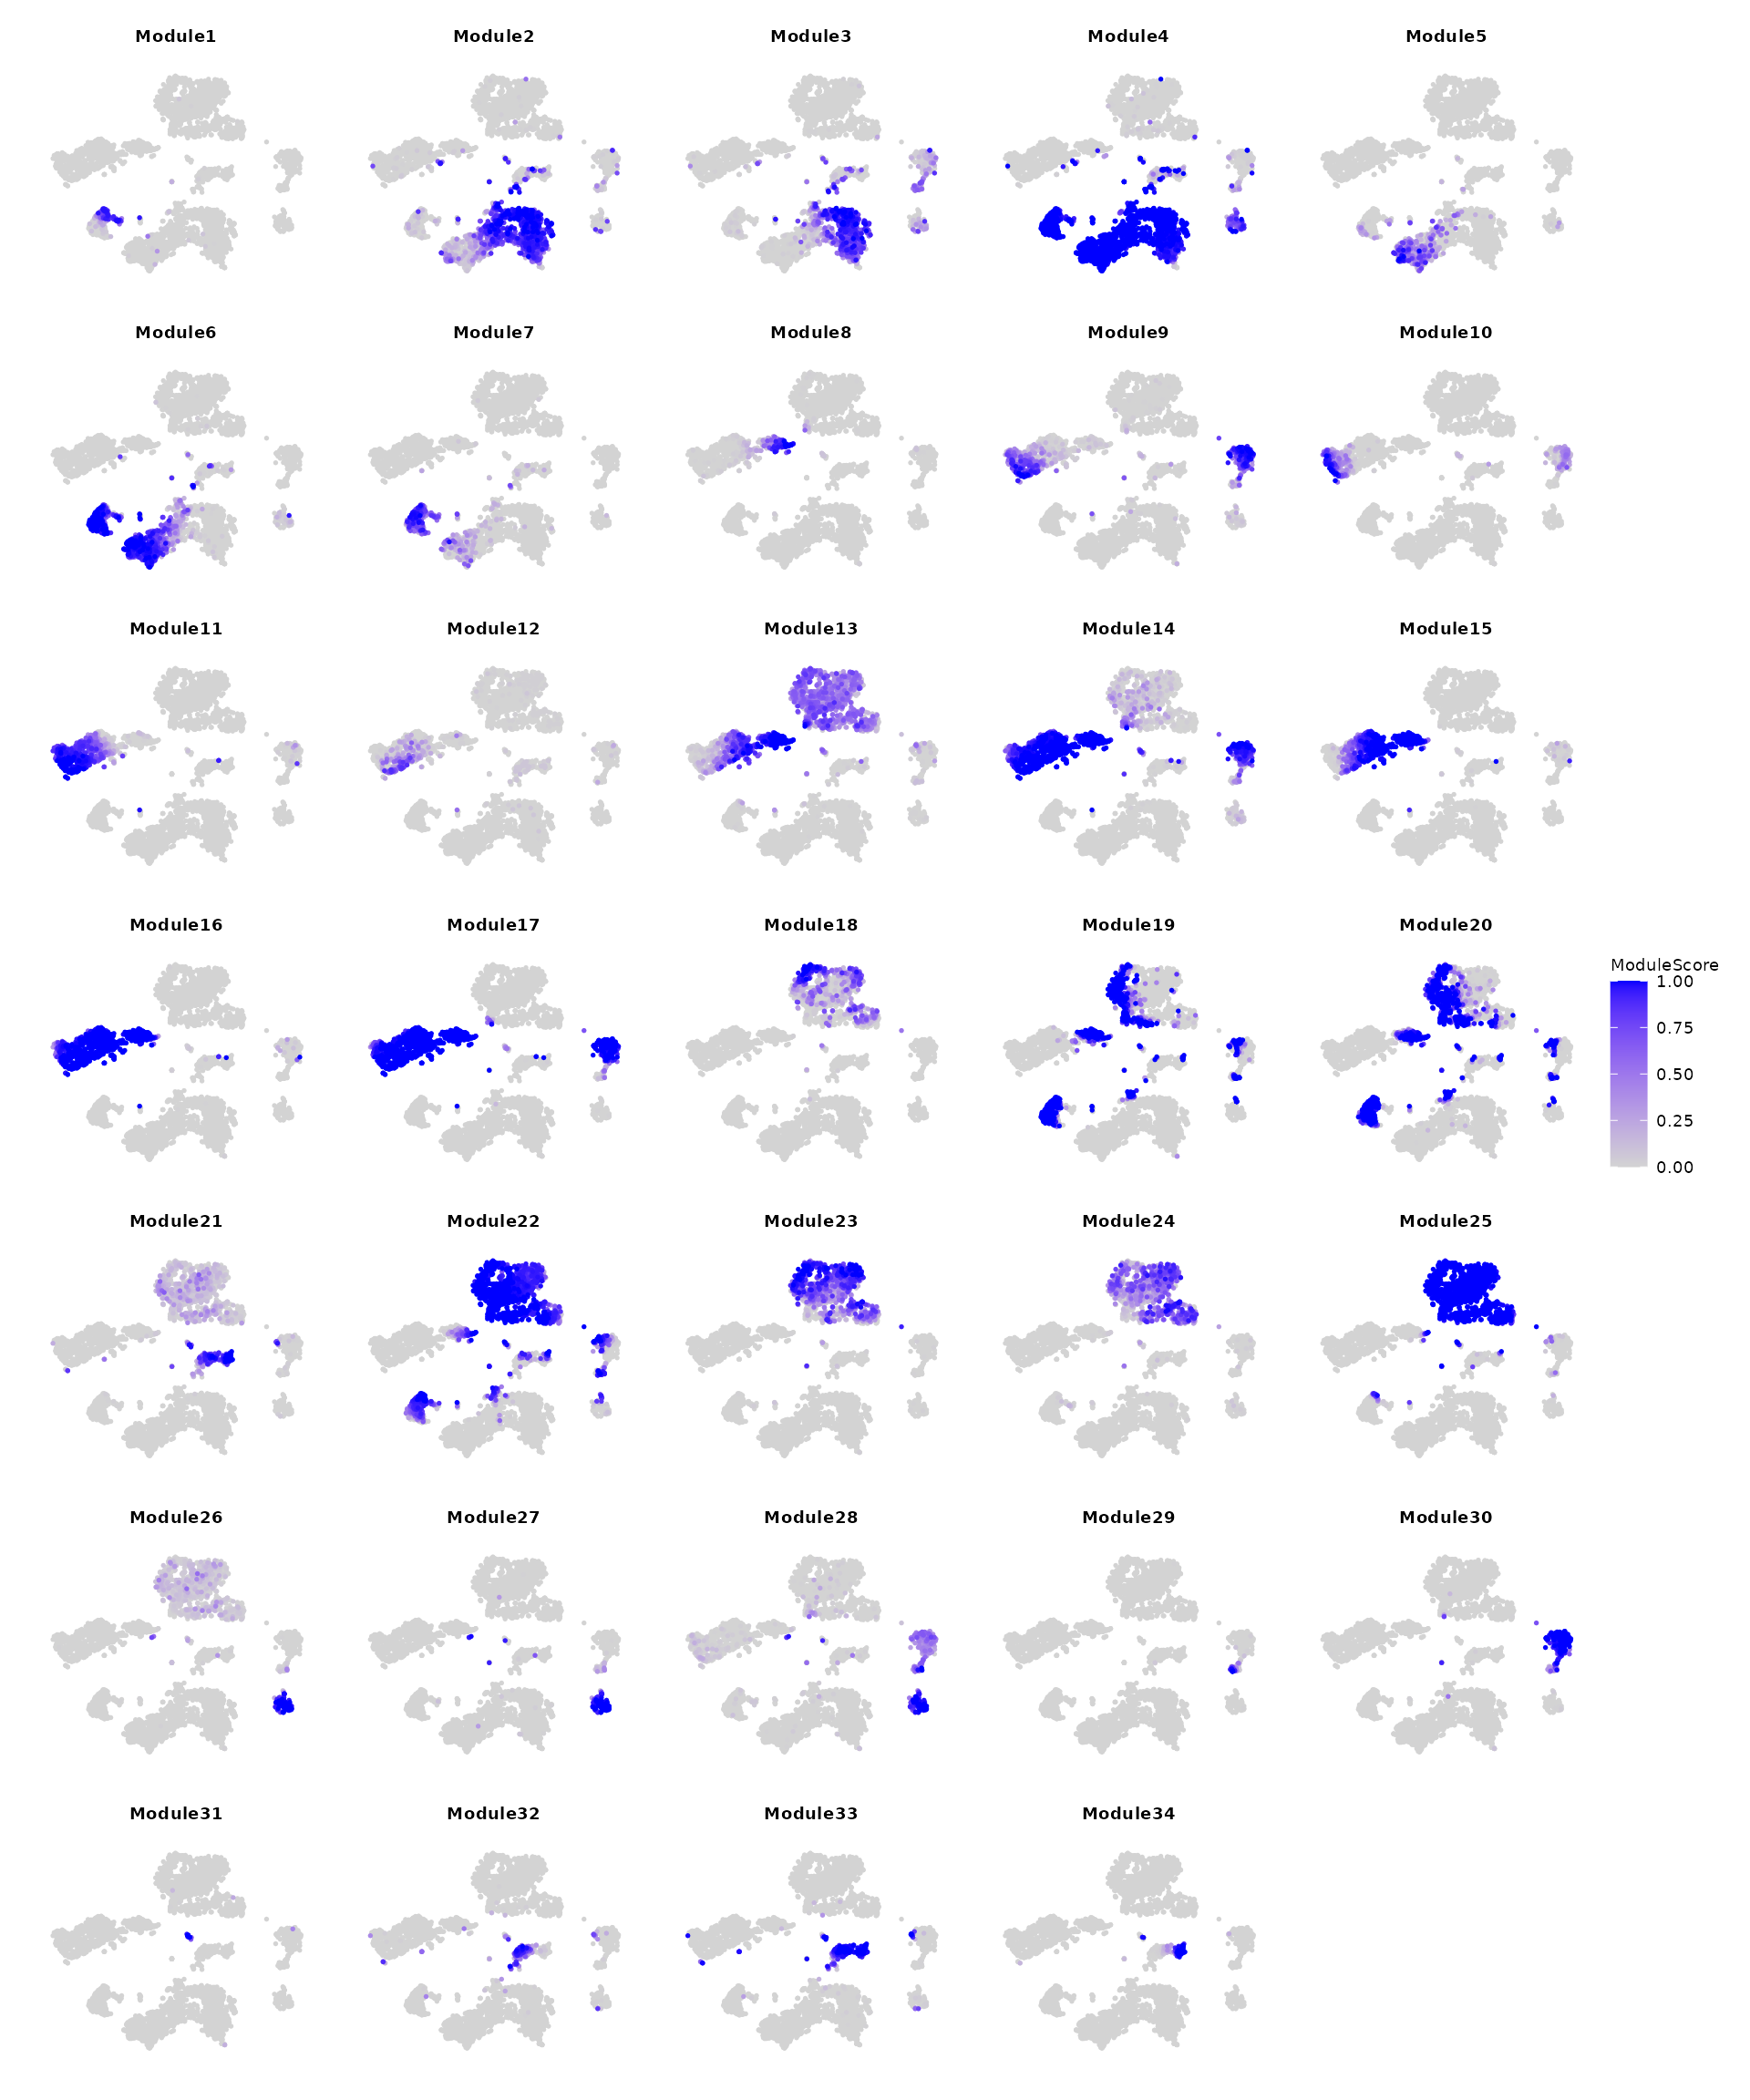 Module1 Module2 Module3 Module4 Module5
Module6 Module7 Module8 Module9 Module10
Module11 Module12 Module13 Module14 Module15
Module16 Module17 Module18 Module19 Module20
ModuleScore
1.00
0.75
0.50
0.25
0.00
Module21 Module22 Module23 Module24 Module25
Module26 Module27 Module28 Module29 Module30
Module31 Module32 Module33 Module34